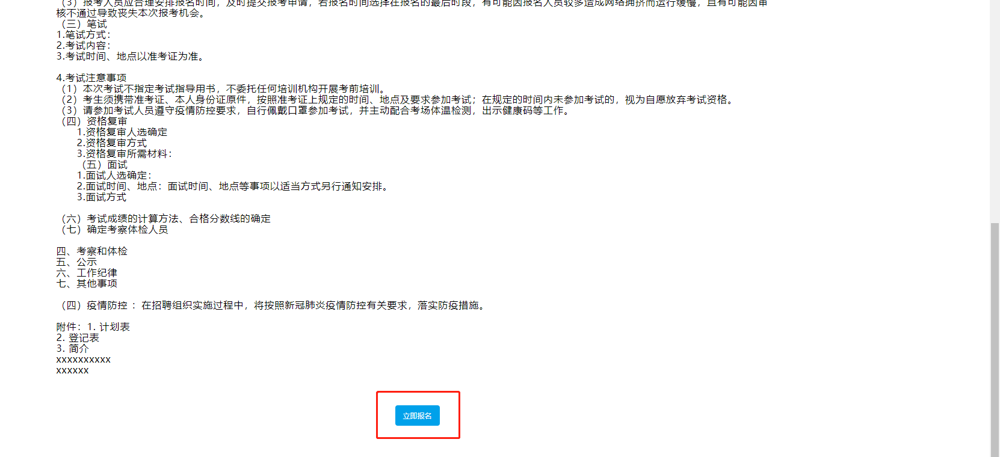 （3）报考人员应合理安排报名时间，及时提交报考申请，若报名时间选择在报名的最后时段，有可能因报名人员较多造成网络拥挤而运行缓慢，且有可能因审
核不通过导致丧失本次报考机会。
（三）笔试
1.笔试方式：
2.考试内容：
3.考试时间、地点以准考证为准。
4.考试注意事项
（1）本次考试不指定考试指导用书，不委托任何培训机构开展考前培训。
（2）考生须携带准考证、本人身份证原件，按照准考证上规定的时间、地点及要求参加考试；在规定的时间内未参加考试的，视为自愿放弃考试资格。
（3）请参加考试人员遵守疫情防控要求，自行佩戴口罩参加考试，并主动配合考场体温检测，出示健康码等工作。
（四）资格复审
1.资格复审人选确定
2.资格复审方式
3.资格复审所需材料：
（五）面试
1.面试人选确定：
2.面试时间、地点：面试时间、地点等事项以适当方式另行通知安排。
3.面试方式
（六）考试成绩的计算方法、合格分数线的确定
（七）确定考察体检人员
四、考察和体检
五、公示
六、工作纪律
七、其他事项
（四）疫情防控 ：在招聘组织实施过程中，将按照新冠肺炎疫情防控有关要求，落实防疫措施。
附件：1. 计划表
2. 登记表
3. 简介
xxxxxxxxxx
xxxxxx
立即报名